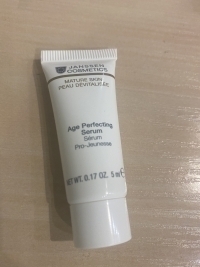 JANSSEN
COSMETICS
MATURE SKIN
PEAU DÉVITALISÉE
Age Perfecting
Serum
Sérum
Pro-Jeunesse
NET WT. 0.17 OZ. 5 ml